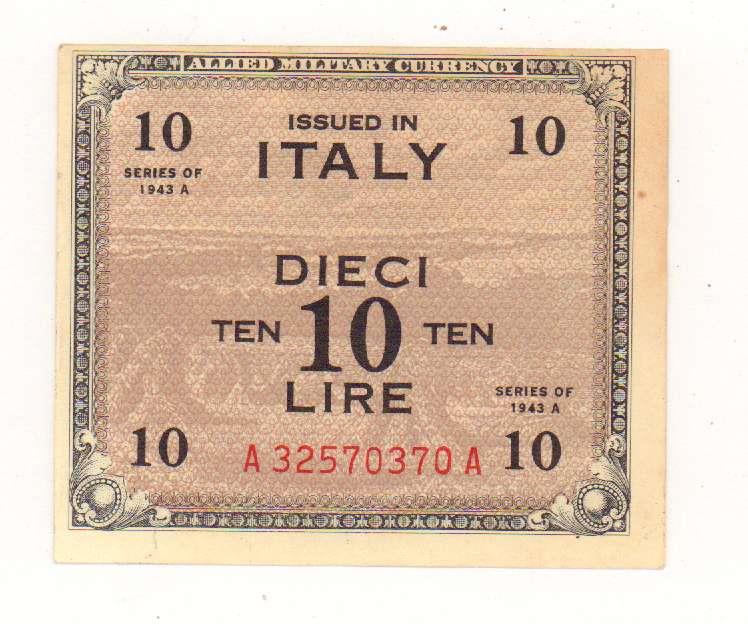 ALLIED MILITARY CURRENCY
10 ISSUED IN 10
ITALY
SERIES OF
1943 A
DIECI
TEN 10 TEN
LIRE
SERIES OF
1943 A
10 A 32570370 A 10